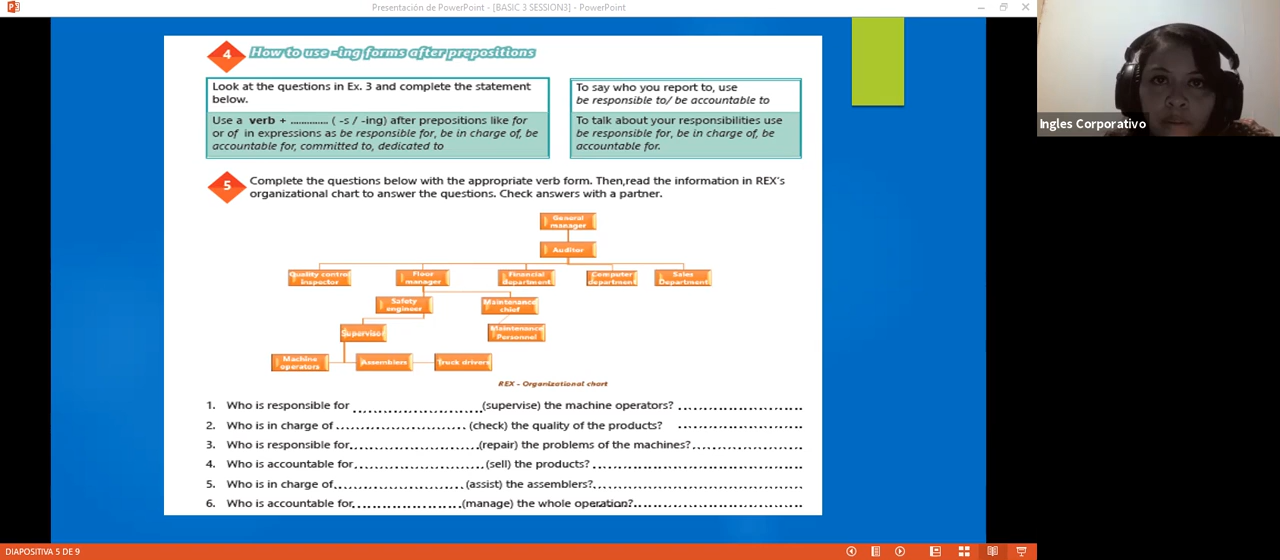 Presentación de PowerPoint - [BASIC 3 SESSION3] - PowerPoint
4 How to use -ing forms after prepositions
Look at the questions in Ex. 3 and complete the statement
below.
Use a verb + .............. ( -s / -ing) after prepositions like for
or of in expressions as be responsible for, be in charge of, be
accountable for, committed to, dedicated to
To say who you report to, use
be responsible to/ be accountable to
To talk about your responsibilities use
be responsible for, be in charge of, be
accountable for.
5 Complete the questions below with the appropriate verb form. Then,read the information in REX's
organizational chart to answer the questions. Check answers with a partner.
General
manager
Auditor
Quality control
Inspector
Floor
manager
Financial
department
Computer
department
Sales
Department
Safety
engineer
Maintenance
chief
Supervisor
Maintenance
Personnel
Machine
operators
Assemblers
Truck drivers
REX - Organizational chart
1. Who is responsible for ........................ (supervise) the machine operators? ........................
2. Who is in charge of ........................ (check) the quality of the products? ........................
3. Who is responsible for........................ (repair) the problems of the machines?........................
4. Who is accountable for........................ (sell) the products? ........................
5. Who is in charge of........................ (assist) the assemblers?........................
6. Who is accountable for........................ (manage) the whole operation?........................
Ingles Corporativo
DIAPOSITIVA 5 DE 9